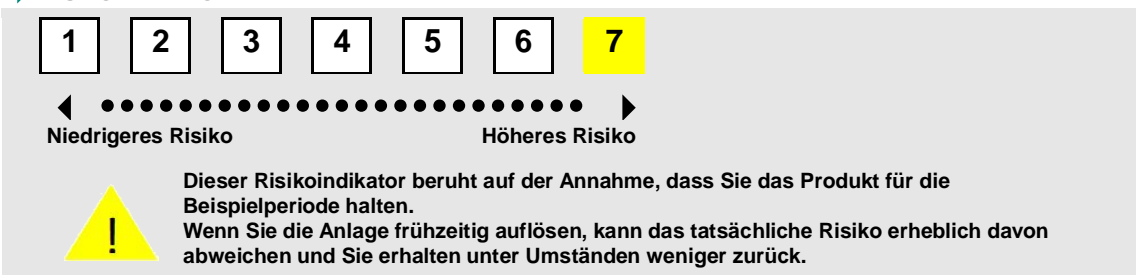 1 2 3 4 5 6 7
Niedrigeres Risiko Höheres Risiko
Dieser Risikoindikator beruht auf der Annahme, dass Sie das Produkt für die
Beispielperiode halten.
! Wenn Sie die Anlage frühzeitig auflösen, kann das tatsächliche Risiko erheblich davon
abweichen und Sie erhalten unter Umständen weniger zurück.